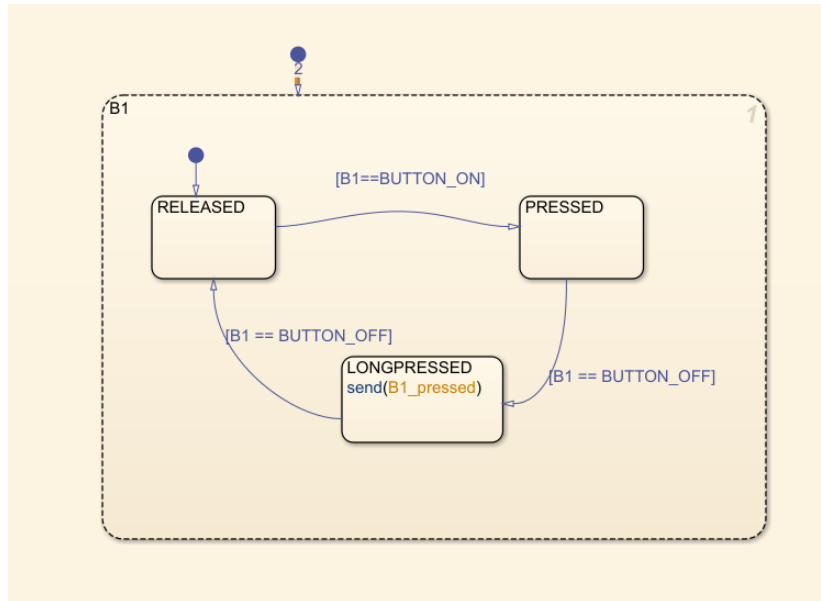 2
B1
1
[B1==BUTTON_ON]
RELEASED
PRESSED
[B1 == BUTTON_OFF]
LONGPRESSED
send(B1_pressed)
[B1 == BUTTON_OFF]